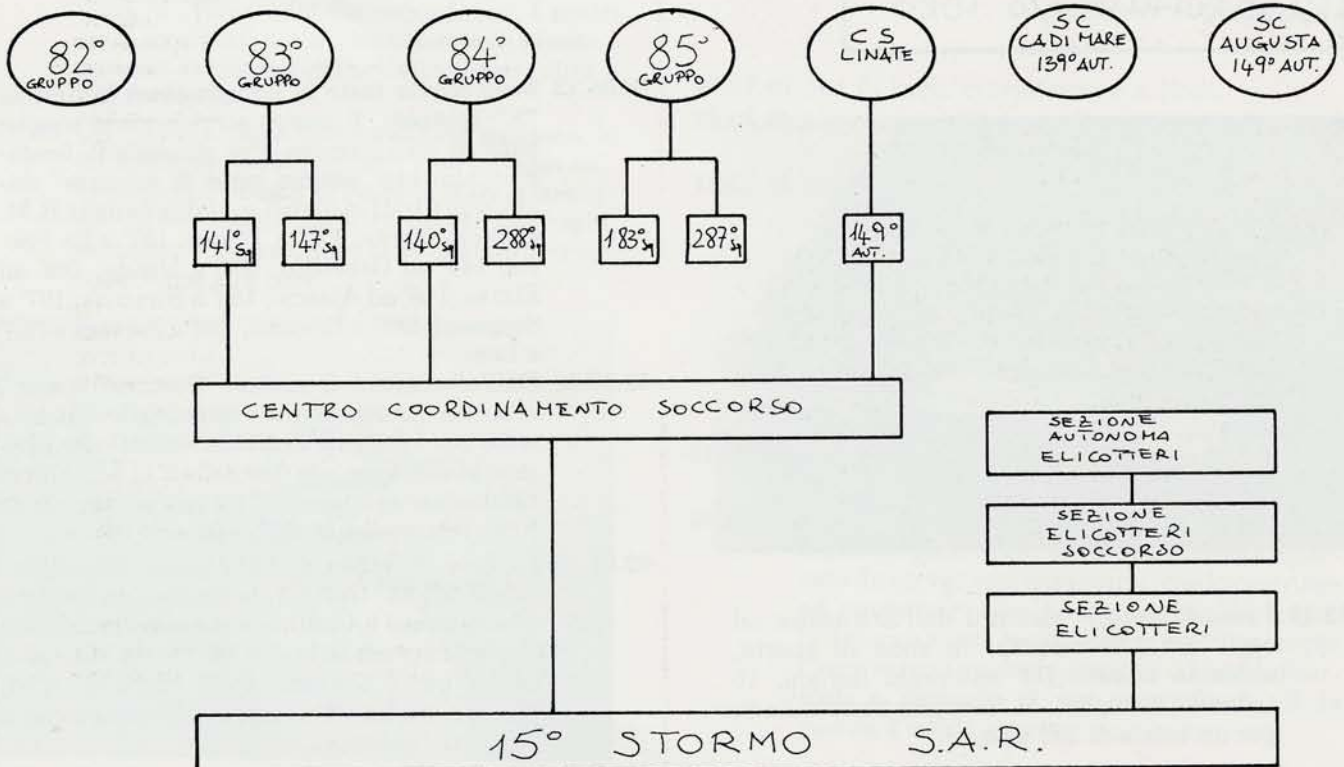 82°
GRUPPO
83°
GRUPPO
84°
GRUPPO
85°
GRUPPO
C S
LINATE
SC
CADIMARE
139° AUT.
SC
AUGUSTA
149° AUT.
141° Sq
147° Sq
140° Sq
288° Sq
183° Sq
287° Sq
149°
AUT.
CENTRO COORDINAMENTO SOCCORSO
SEZIONE
AUTONOMA
ELICOTTERI
SEZIONE
ELICOTTERI
SOCCORSO
SEZIONE
ELICOTTERI
15° STORMO S.A.R.